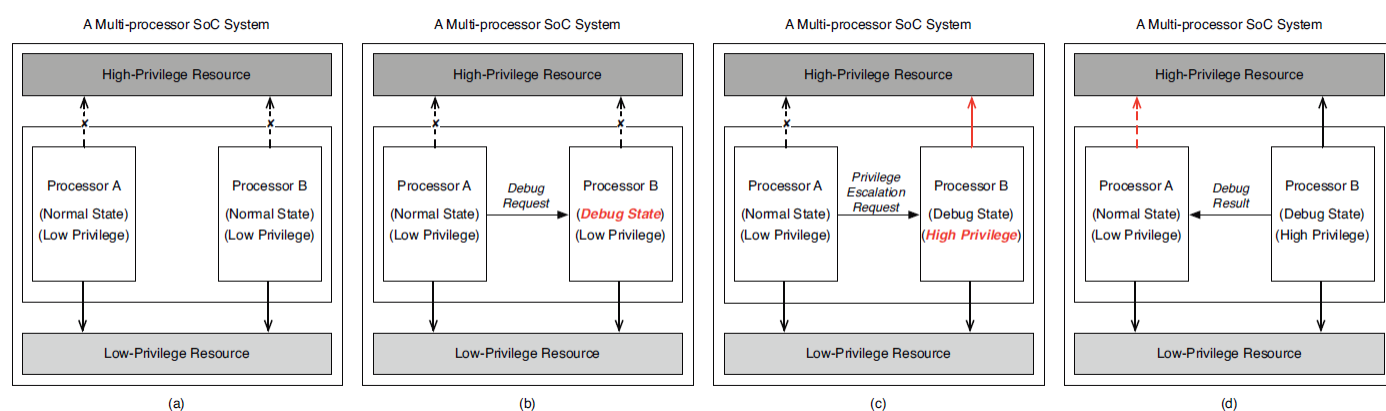 A Multi-processor SoC System
High-Privilege Resource
Processor A
(Normal State)
(Low Privilege)
Processor B
(Normal State)
(Low Privilege)
Low-Privilege Resource
(a)
A Multi-processor SoC System
High-Privilege Resource
Processor A
(Normal State)
(Low Privilege)
Debug
Request
Processor B
(Debug State)
(Low Privilege)
Low-Privilege Resource
(b)
A Multi-processor SoC System
High-Privilege Resource
Processor A
(Normal State)
(Low Privilege)
Privilege
Escalation
Request
Processor B
(Debug State)
(High Privilege)
Low-Privilege Resource
(c)
A Multi-processor SoC System
High-Privilege Resource
Processor A
(Normal State)
(Low Privilege)
Debug
Result
Processor B
(Debug State)
(High Privilege)
Low-Privilege Resource
(d)